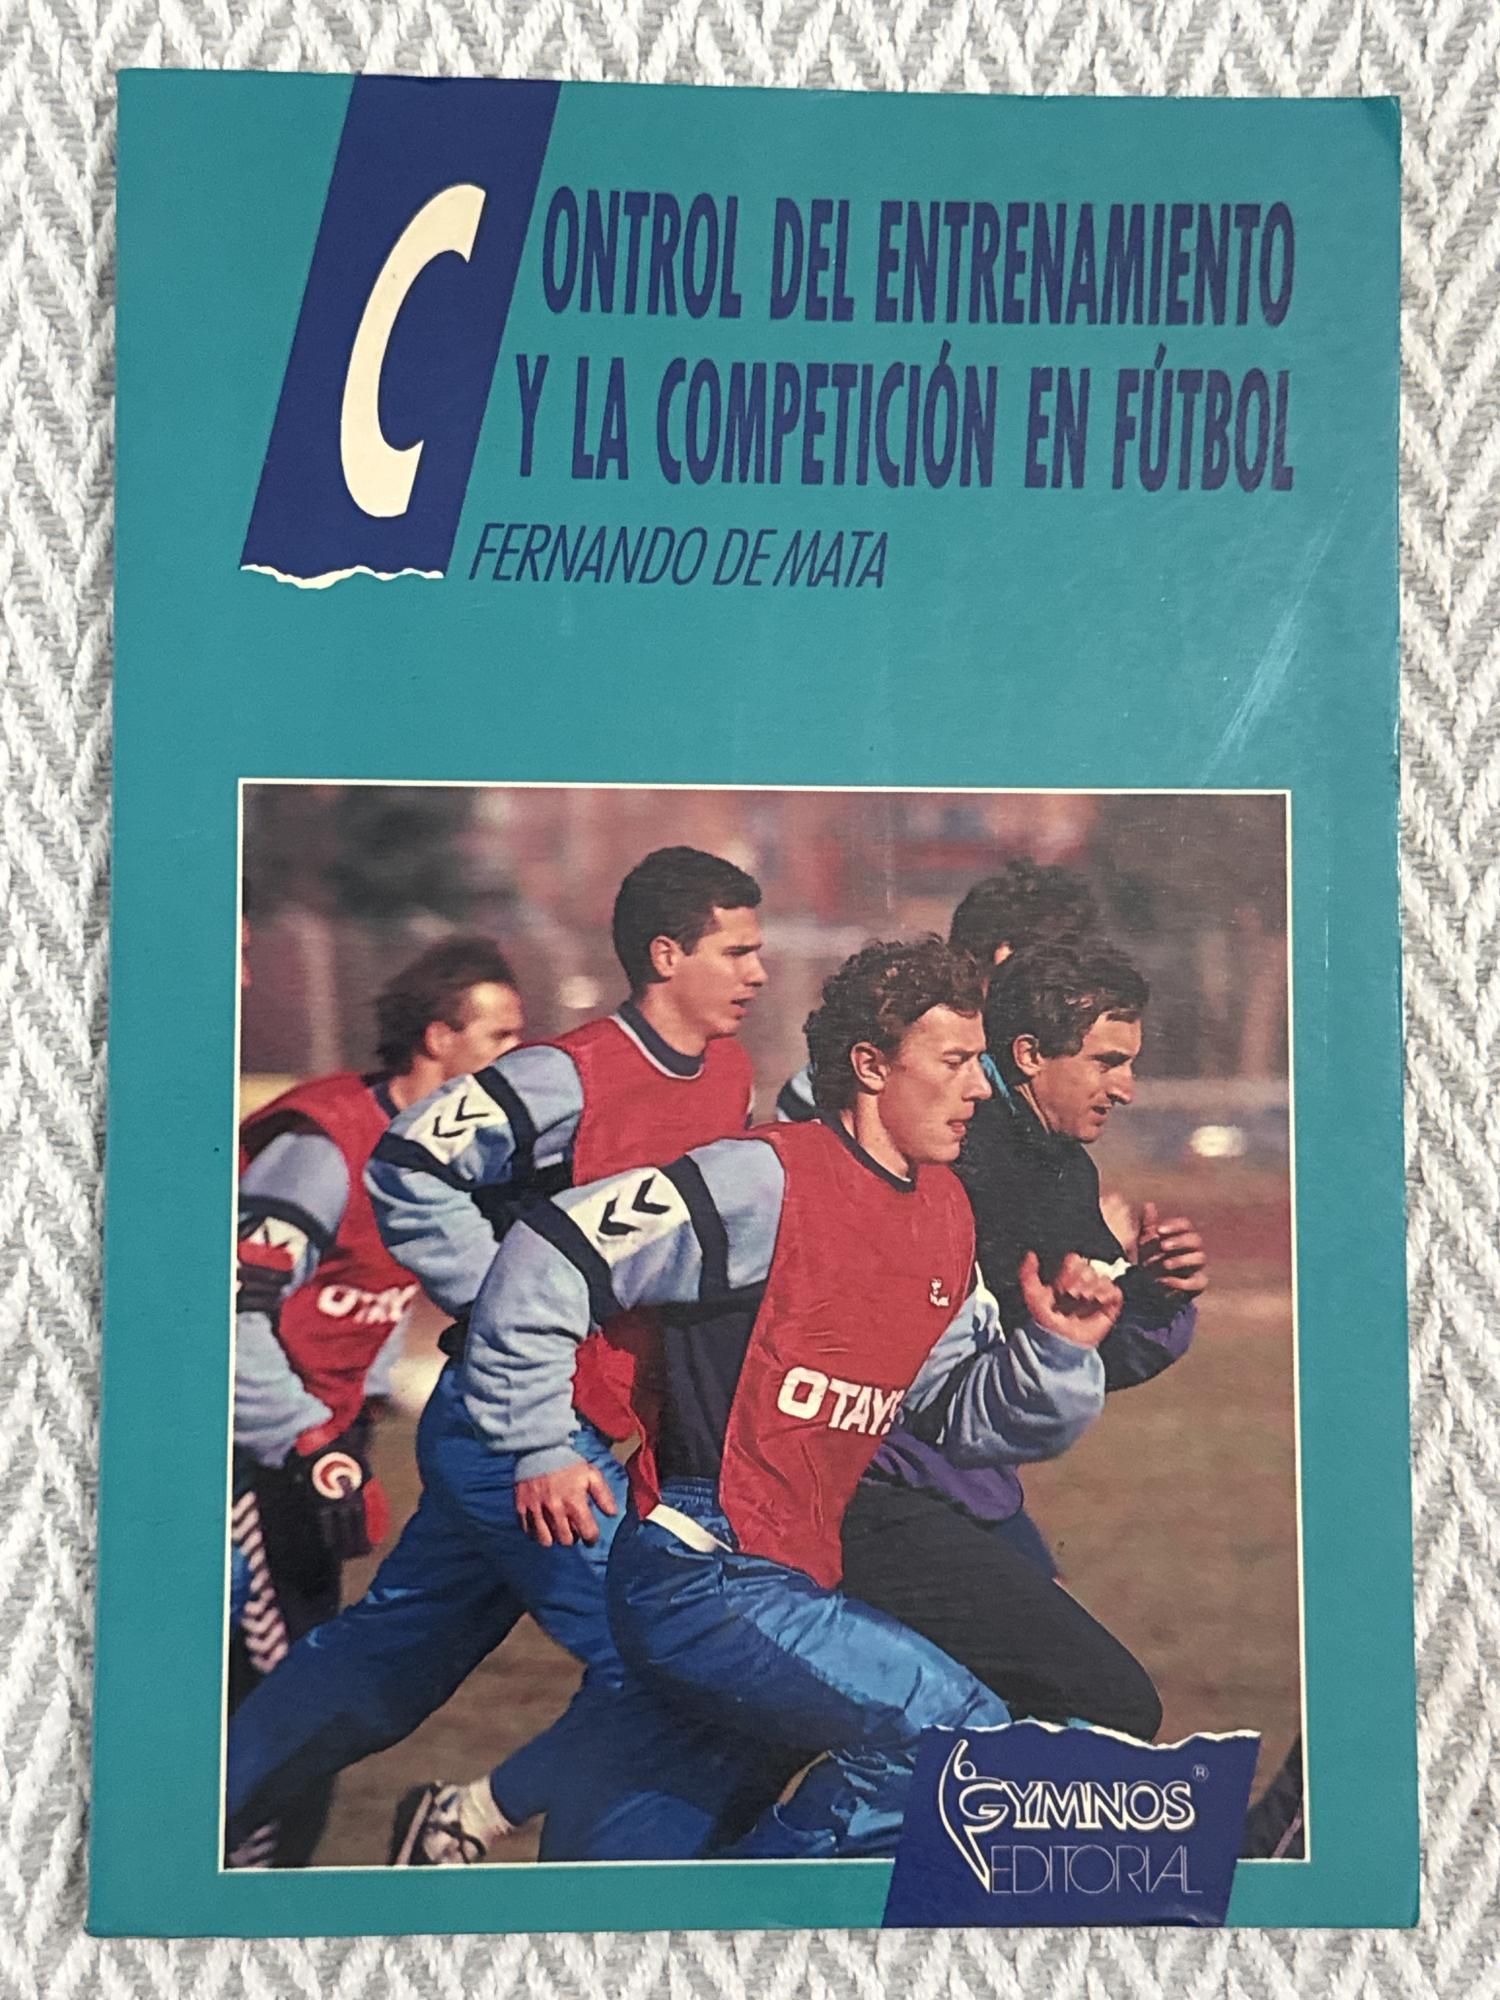 CONTROL DEL ENTRENAMIENTO
Y LA COMPETICIÓN EN FÚTBOL
FERNANDO DE MATA
OTAYS
GYMNOS®
EDITORIAL